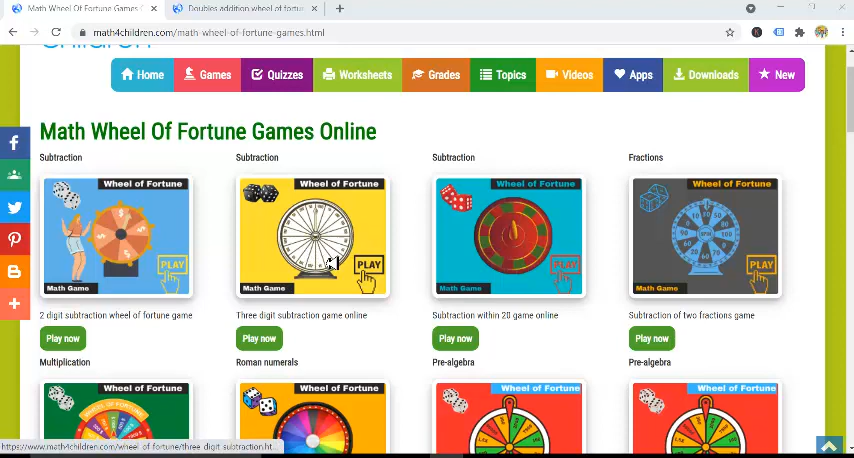 Math Wheel Of Fortune Games O
Doubles addition wheel of fortur
math4children.com/math-wheel-of-fortune-games.html
Children
Home
Games
Quizzes
Worksheets
Grades
Topics
Videos
Apps
Downloads
New
Math Wheel Of Fortune Games Online
Subtraction
Subtraction
Subtraction
Fractions
Wheel of Fortune
Wheel of Fortune
Wheel of Fortune
Wheel of Fortune
PLAY
PLAY
PLAY
PLAY
Math Game
Math Game
Math Game
Math Game
2 digit subtraction wheel of fortune game
Three digit subtraction game online
Subtraction within 20 game online
Subtraction of two fractions game
Play now
Play now
Play now
Play now
Multiplication
Roman numerals
Pre-algebra
Pre-algebra
Wheel of Fortune
Wheel of Fortune
Wheel of Fortune
Wheel of Fortune
WHEEL OF FORTUNE
https://www.math4children.com/wheel_of_fortune/three-digit-subtraction.ht...